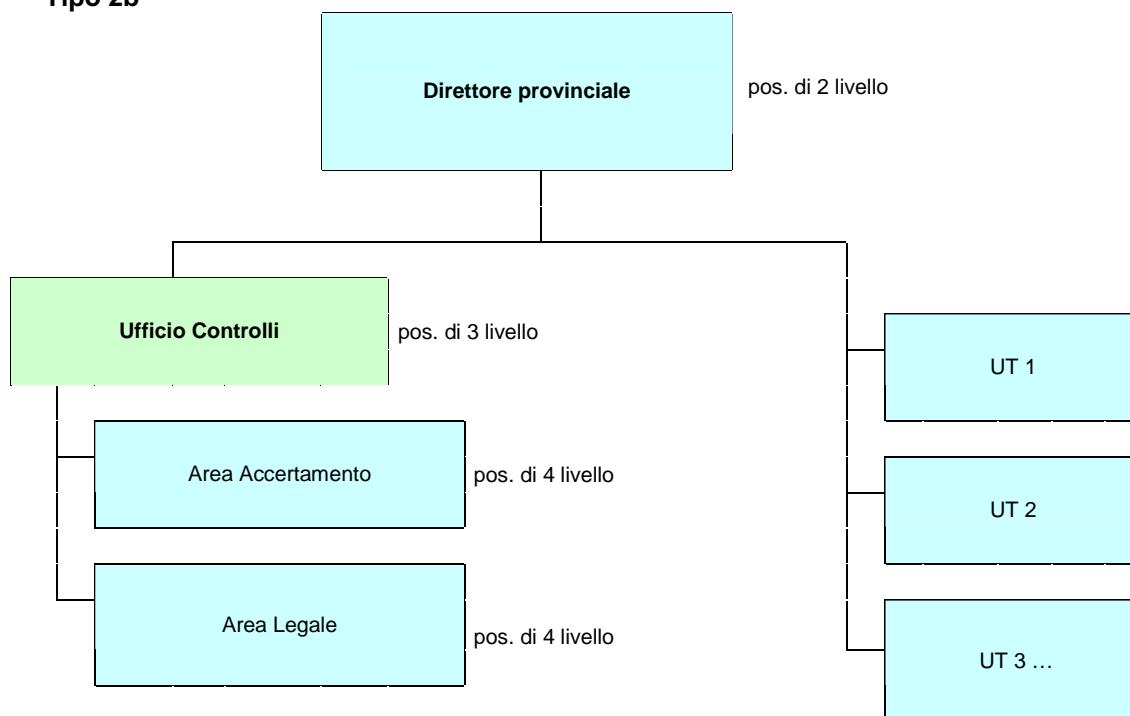 Tipo 2b
Direttore provinciale
pos. di 2 livello
Ufficio Controlli
pos. di 3 livello
UT 1
Area Accertamento
pos. di 4 livello
UT 2
Area Legale
pos. di 4 livello
UT 3 …